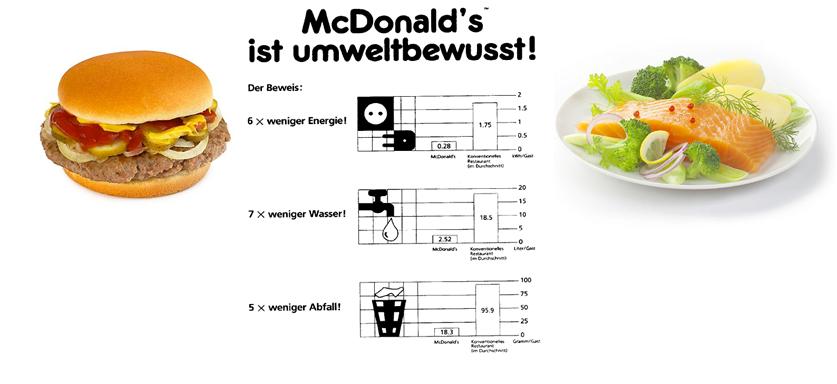 McDonald's™
ist umweltbewusst!
Der Beweis:
6 × weniger Energie!
2
1.5
1
0.5
0
0.28
1.75
McDonald's
Konventionelles
Restaurant
(im Durchschnitt)
kWh/Gast
7 × weniger Wasser!
20
15
10
5
0
2.52
18.5
McDonald's
Konventionelles
Restaurant
(im Durchschnitt)
Liter/Gast
5 × weniger Abfall!
100
75
50
25
0
18.3
95.9
McDonald's
Konventionelles
Restaurant
(im Durchschnitt)
Gramm/Gast